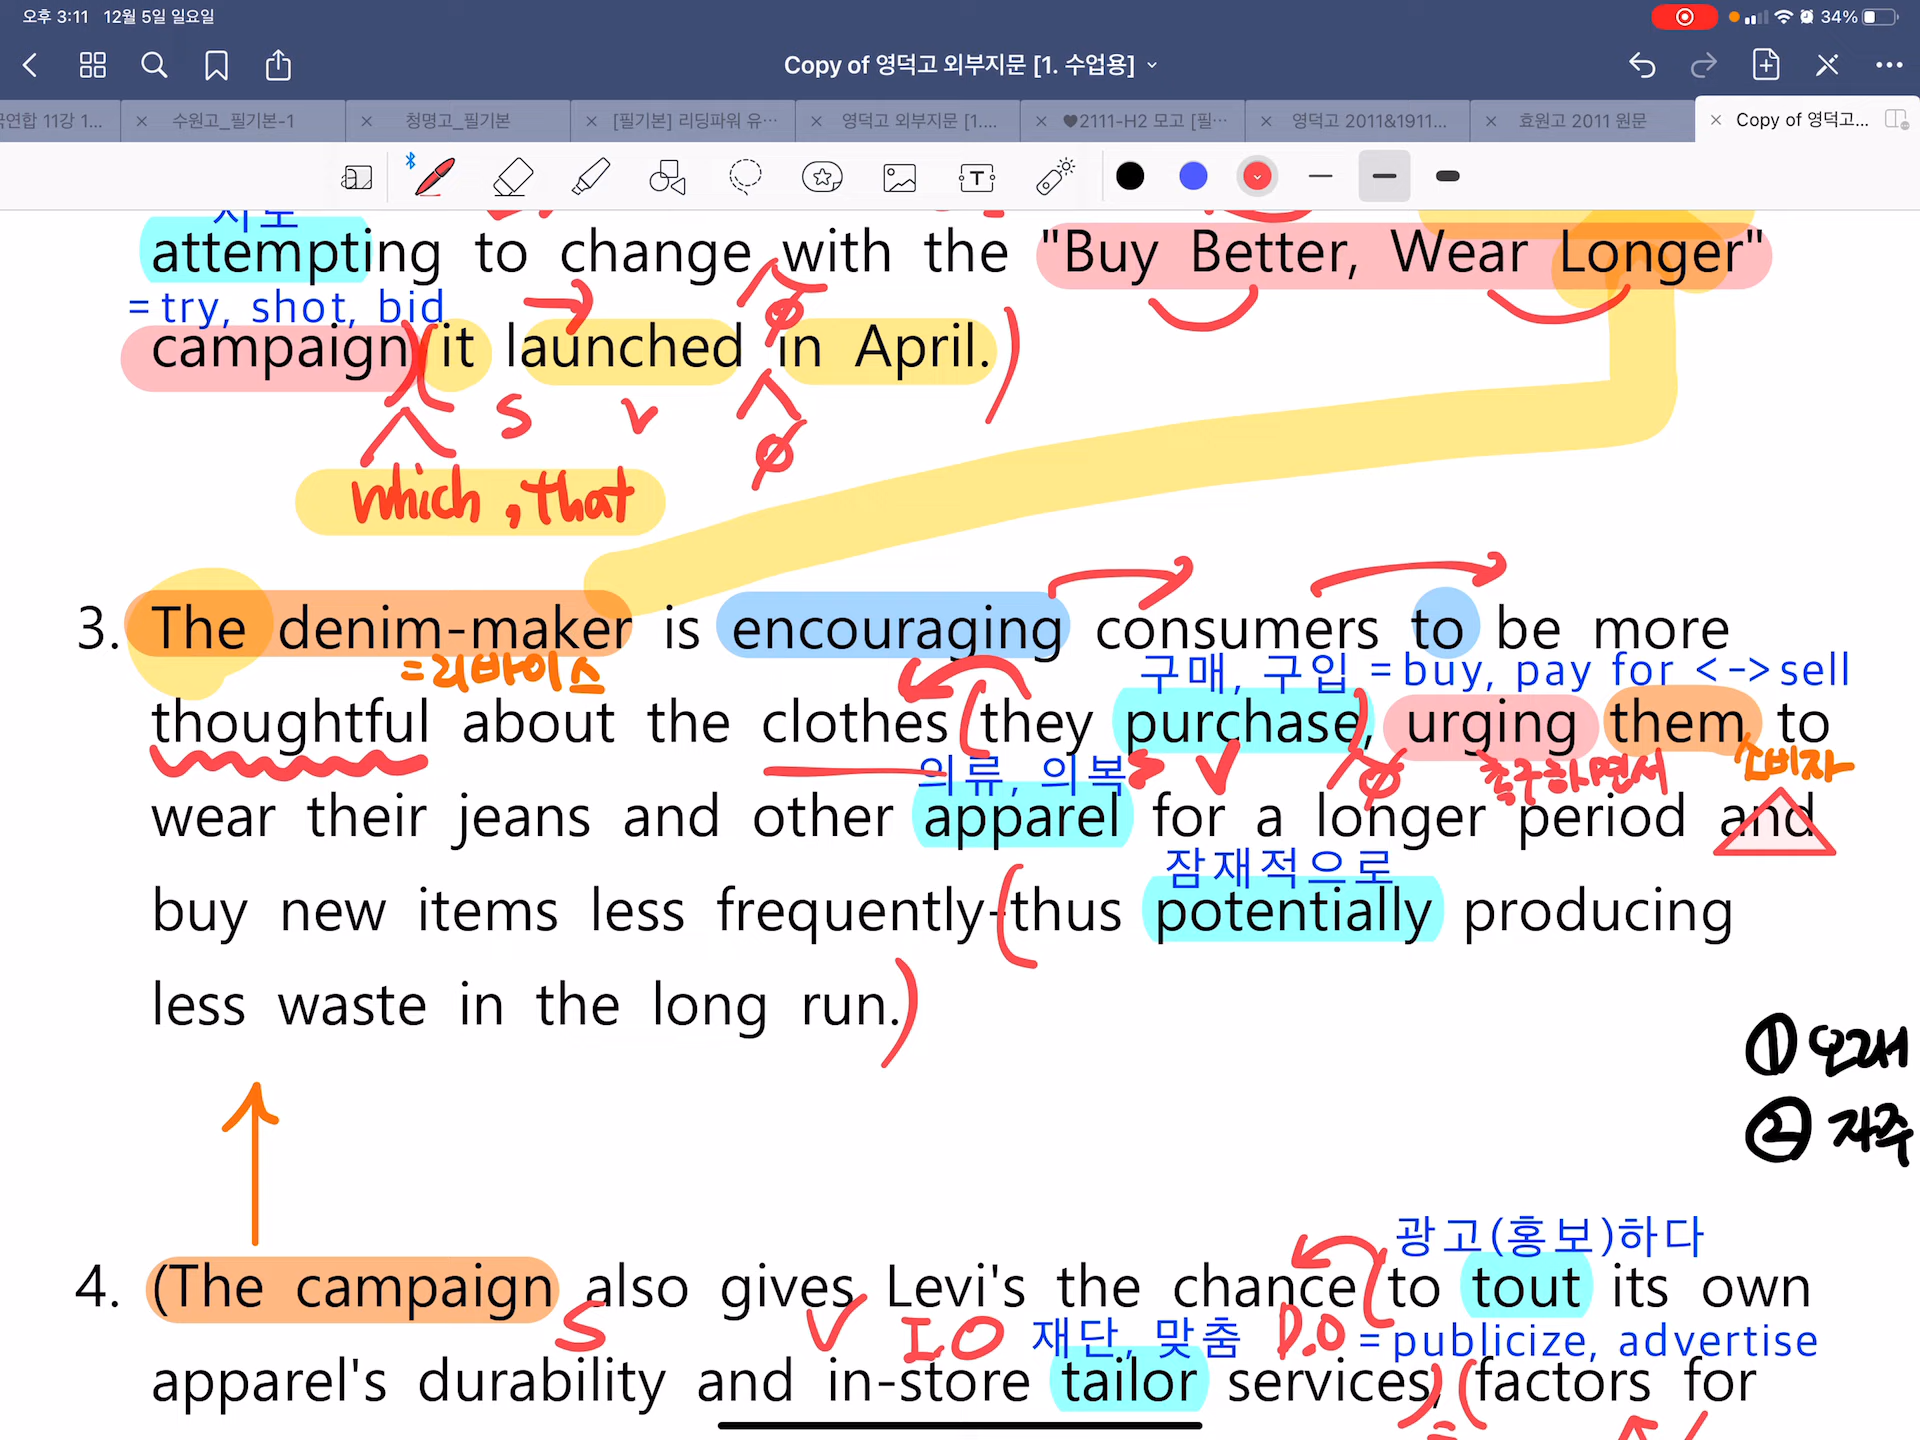 오후 3:11 12월 5일 일요일
34%
Copy of 영덕고 외부지문 [1. 수업용]
수원고_필기본-1
청명고_필기본
[필기본] 리딩파워 유…
영덕고 외부지문 [1....
♥2111-H2 모고 [필…
영덕고 2011&1911...
효원고 2011 원문
Copy of 영덕고...
attempting to change with the "Buy Better, Wear Longer"
=try, shot, bid
campaign (it launched in April.)
S V
which, that
3. The denim-maker is encouraging consumers to be more
=리바이스
구매, 구입 =buy, pay for <->sell
thoughtful about the clothes (they purchase), urging them to
의류, 의복
S V
촉구하면서
소비자
wear their jeans and other apparel for a longer period and
잠재적으로
buy new items less frequently-(thus potentially producing
less waste in the long run.)
① 오래
② 자주
광고(홍보)하다
4. (The campaign also gives Levi's the chance (to tout its own
S V I.O 재단, 맞춤 D.O =publicize, advertise
apparel's durability and in-store tailor services) (factors for